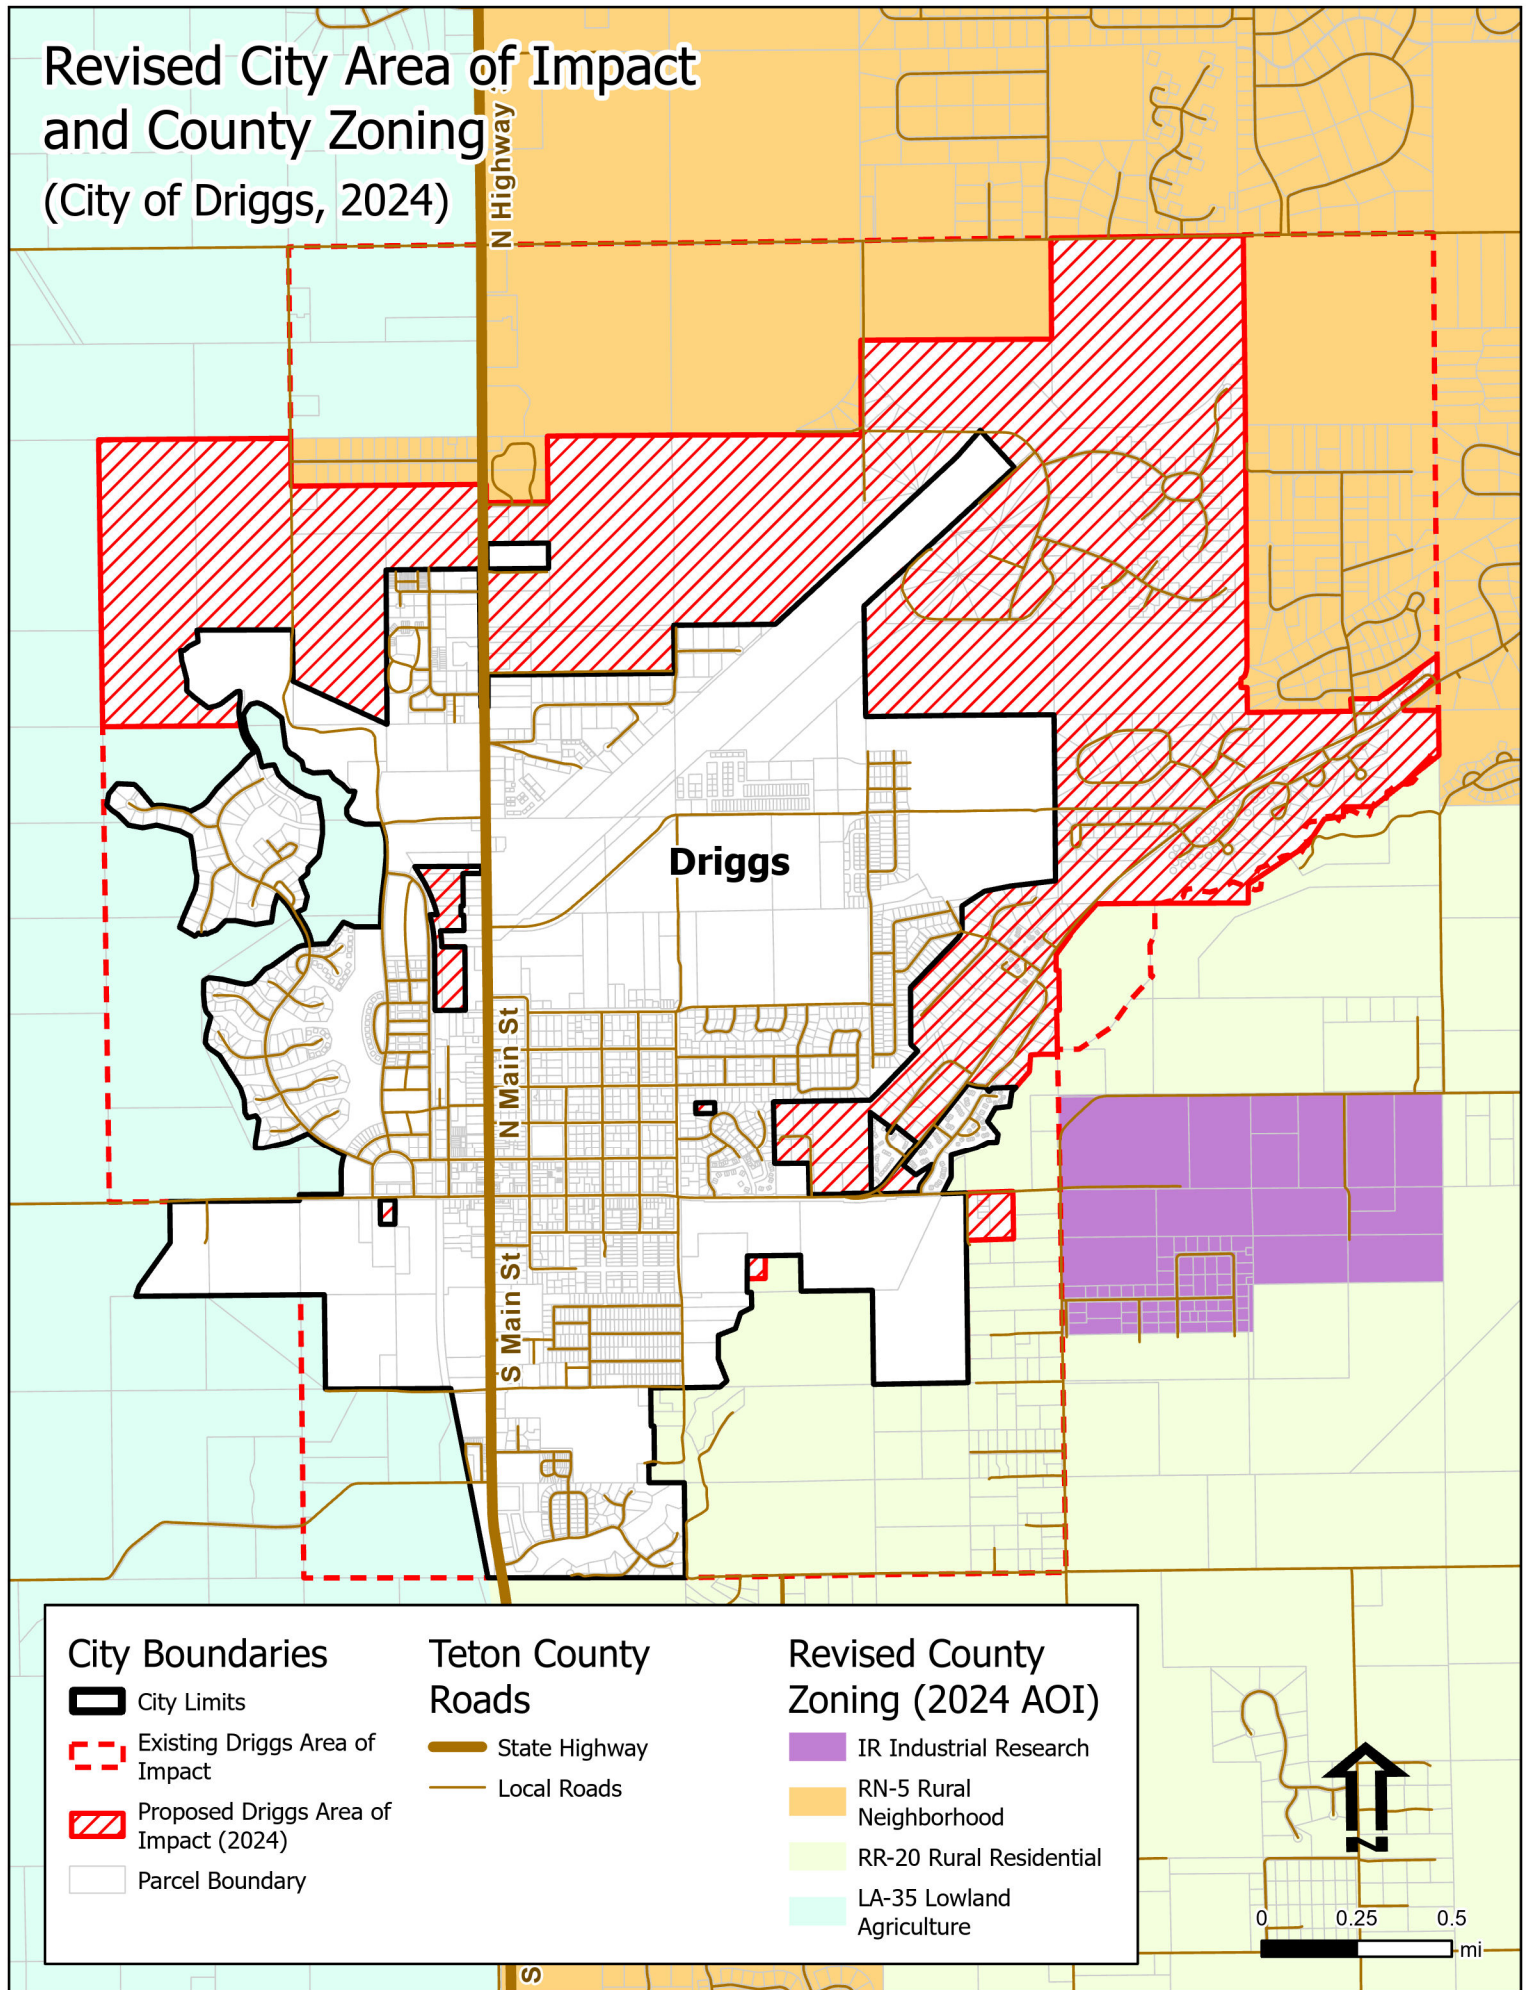 Revised City Area of Impact
and County Zoning
(City of Driggs, 2024)
N Highway
Driggs
N Main St
S Main St
City Boundaries
City Limits
Existing Driggs Area of
Impact
Proposed Driggs Area of
Impact (2024)
Parcel Boundary
Teton County
Roads
State Highway
Local Roads
Revised County
Zoning (2024 AOI)
IR Industrial Research
RN-5 Rural
Neighborhood
RR-20 Rural Residential
LA-35 Lowland
Agriculture
N
0 0.25 0.5
mi
S